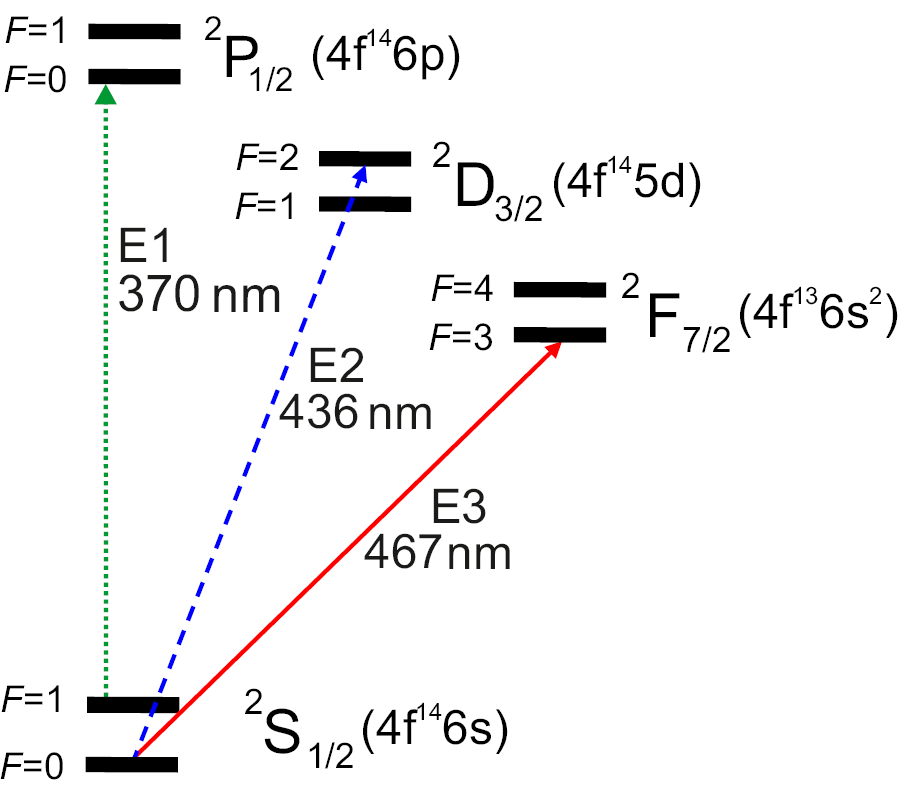 F=1
²P₁/₂ (4f¹⁴6p)
F=0
F=2
²D₃/₂ (4f¹⁴5d)
F=1
E1
370 nm
F=4
²F₇/₂ (4f¹³6s²)
F=3
E2
436 nm
E3
467 nm
F=1
²S₁/₂ (4f¹⁴6s)
F=0